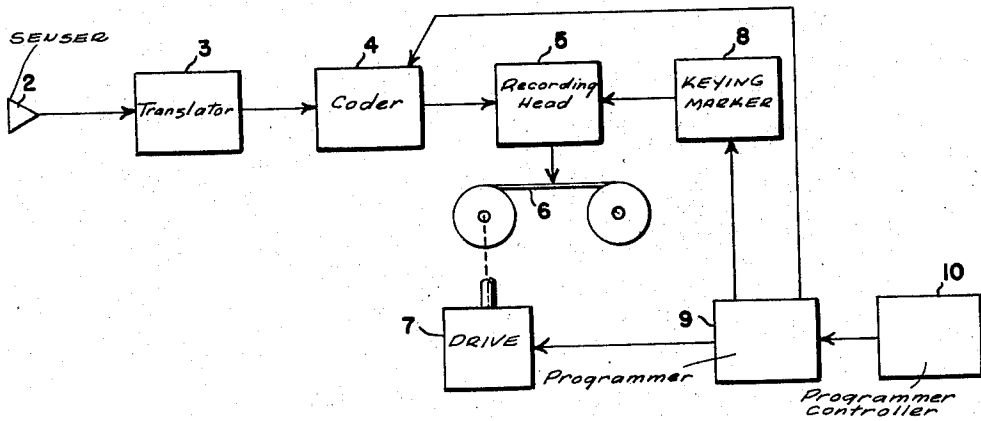 SENSER
2
3
Translator
4
Coder
5
Recording
Head
8
KEYING
MARKER
6
7
DRIVE
9
Programmer
10
Programmer
Controller